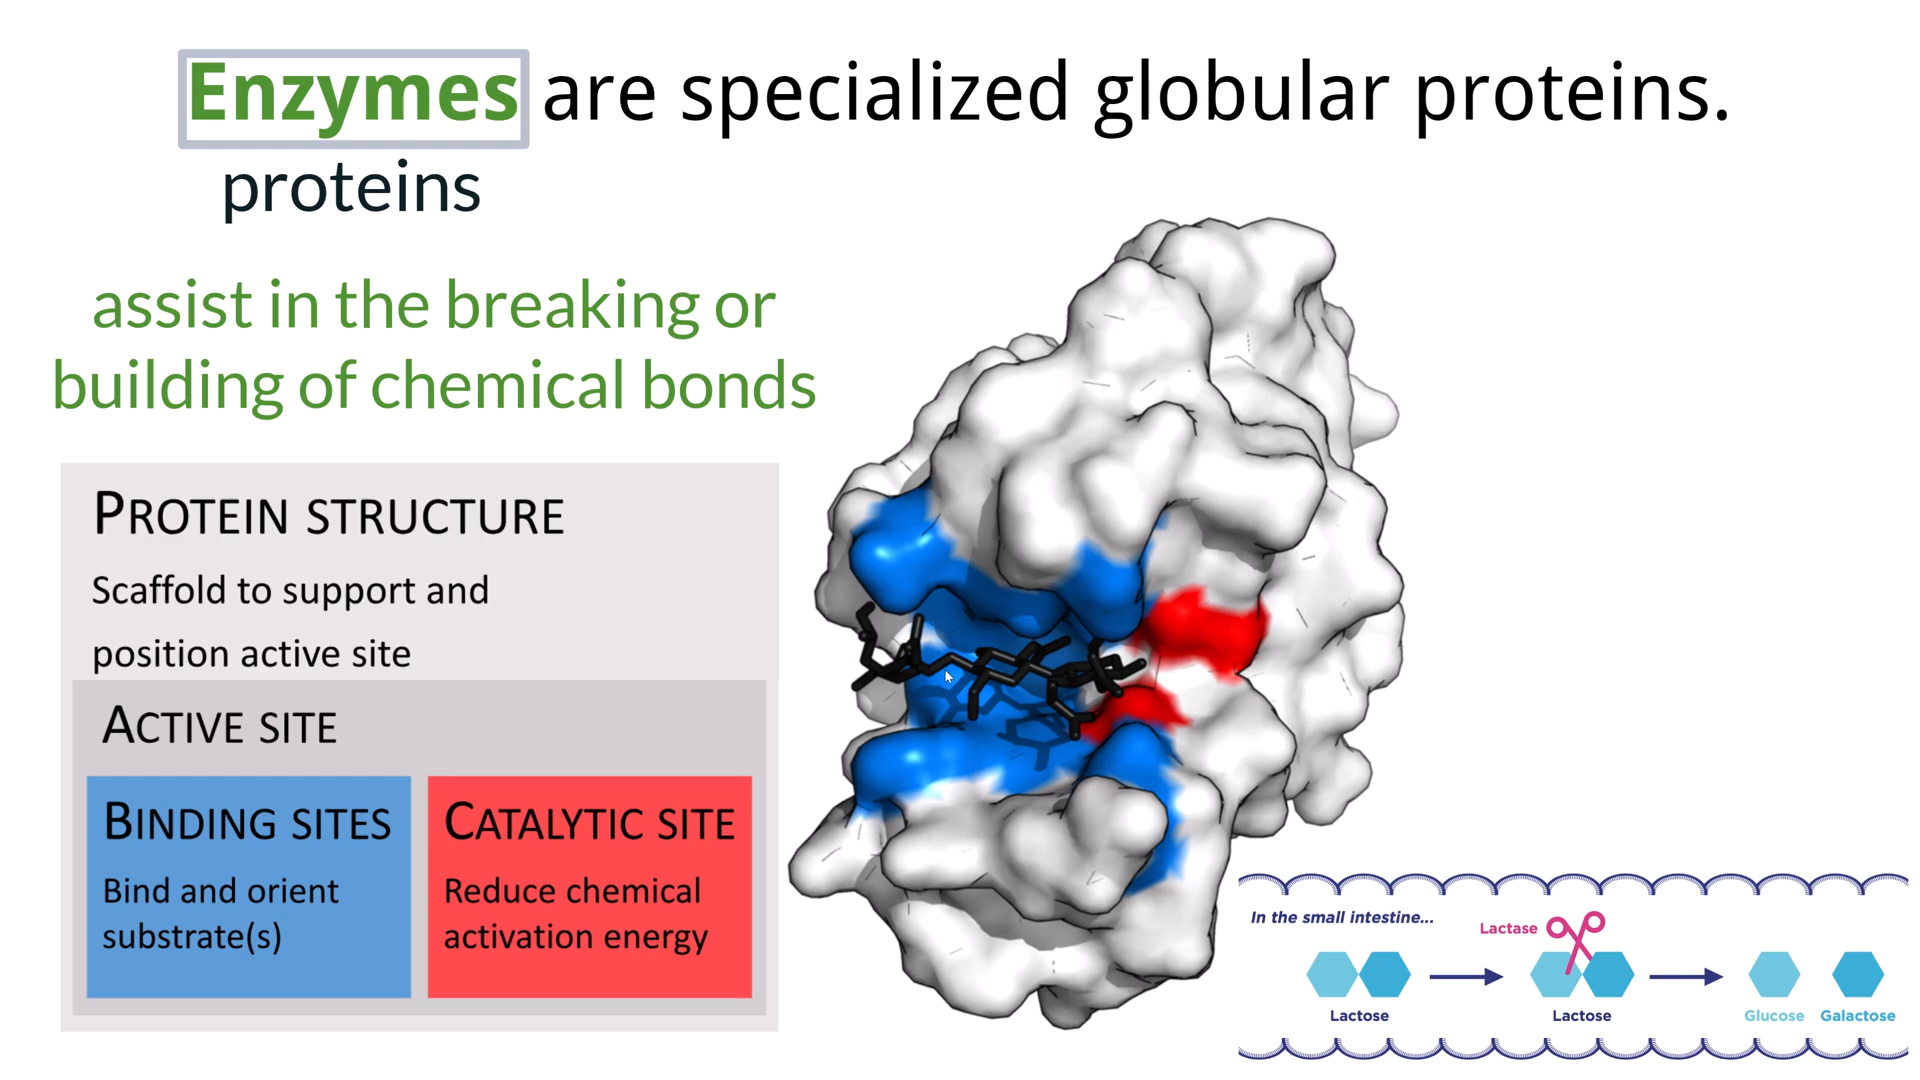 Enzymes are specialized globular proteins.
proteins
assist in the breaking or
building of chemical bonds
PROTEIN STRUCTURE
Scaffold to support and
position active site
ACTIVE SITE
BINDING SITES
Bind and orient
substrate(s)
CATALYTIC SITE
Reduce chemical
activation energy
In the small intestine...
Lactase
Lactose
Lactose
Glucose
Galactose